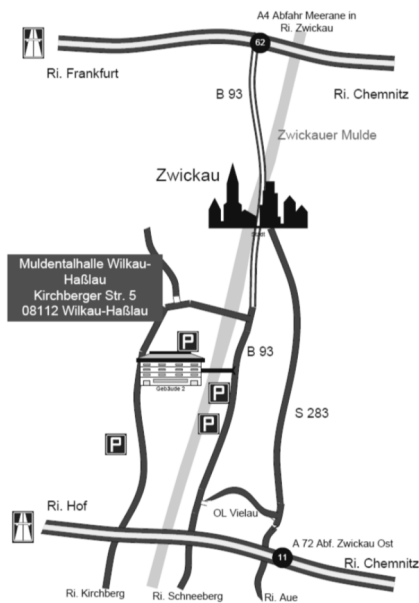 A4 Abfahr Meerane in
Ri. Zwickau
62
Ri. Frankfurt
B 93
Ri. Chemnitz
Zwickauer Mulde
Zwickau
Muldentalhalle Wilkau-
Haßlau
Kirchberger Str. 5
08112 Wilkau-Haßlau
P
B 93
Gebäude 2
P
P
S 283
P
Ri. Hof
OL Vielau
A 72 Abf. Zwickau Ost
11
Ri. Chemnitz
Ri. Kirchberg
Ri. Schneeberg
Ri. Aue